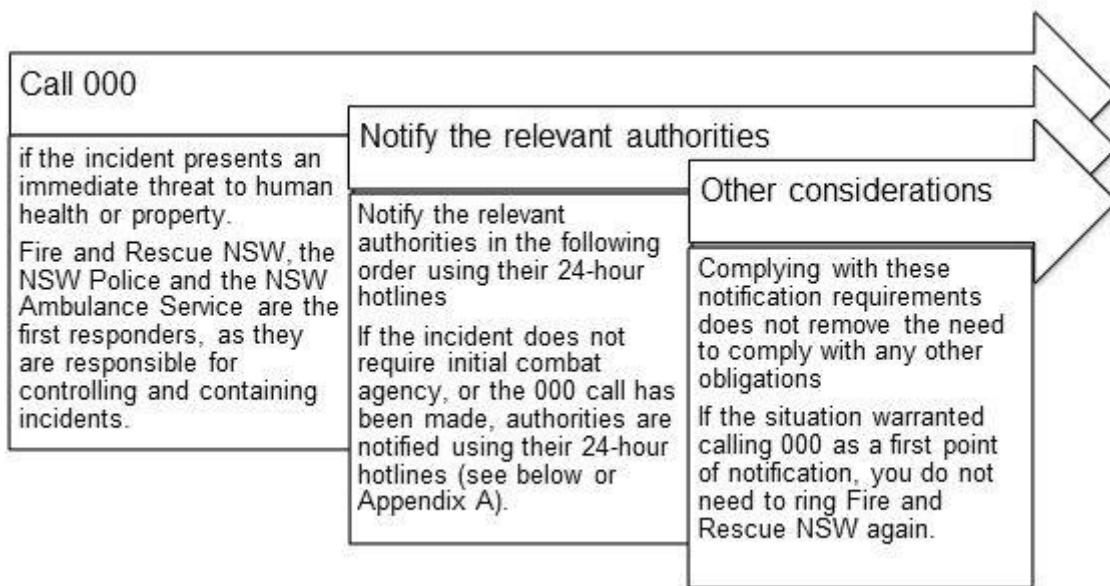 Call 000
if the incident presents an
immediate threat to human
health or property.
Fire and Rescue NSW, the
NSW Police and the NSW
Ambulance Service are the
first responders, as they
are responsible for
controlling and containing
incidents.
Notify the relevant authorities
Notify the relevant
authorities in the following
order using their 24-hour
hotlines
If the incident does not
require initial combat
agency, or the 000 call has
been made, authorities are
notified using their 24-hour
hotlines (see below or
Appendix A).
Other considerations
Complying with these
notification requirements
does not remove the need
to comply with any other
obligations
If the situation warranted
calling 000 as a first point
of notification, you do not
need to ring Fire and
Rescue NSW again.